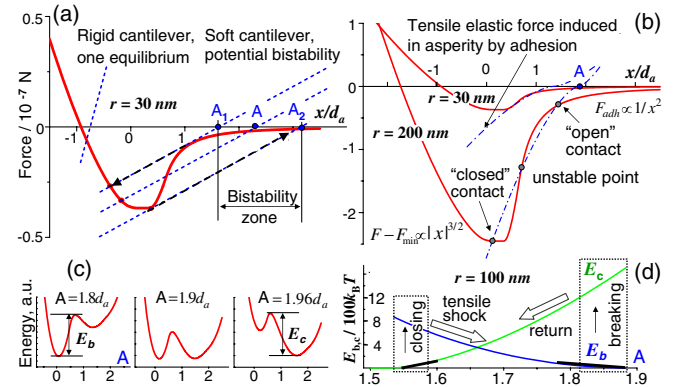 (a)
0.5
0
-0.5
Force / 10⁻⁷ N
Rigid cantilever,
one equilibrium
Soft cantilever,
potential bistability
r = 30 nm
A₁ A A₂ x/dₐ
-1 1 2
Bistability
zone
(b)
Tensile elastic force induced
in asperity by adhesion
A
x/dₐ
-1 0 1 2
0
-1
-2
r = 30 nm
r = 200 nm
F_adh ∝ 1/x²
"open"
contact
"closed"
contact
unstable point
F − F_min ∝ |x|^3/2
(c)
Energy, a.u.
A = 1.8dₐ
E_b
0 1 2
A = 1.9dₐ
0 1 2
A = 1.96dₐ
E_c
0 1 2
A
(d)
r = 100 nm
E_b,c / 100k_BT
12
8
4
closing
tensile
shock
return
E_c
breaking
E_b
1.5 1.6 1.7 1.8 1.9
A